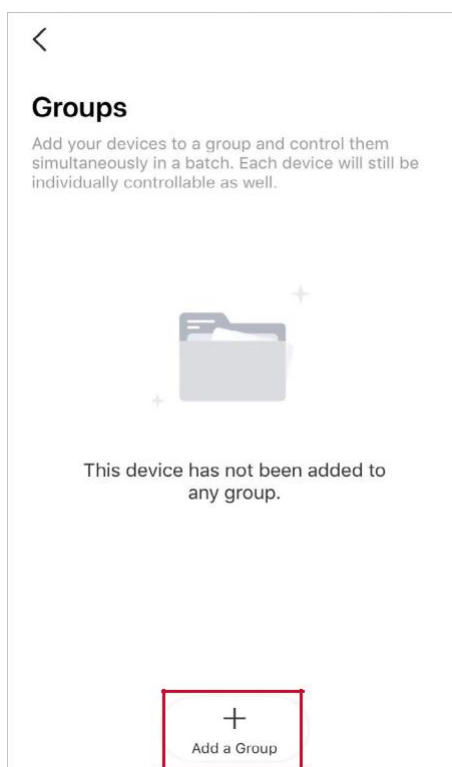 Groups
Add your devices to a group and control them
simultaneously in a batch. Each device will still be
individually controllable as well.
This device has not been added to
any group.
Add a Group